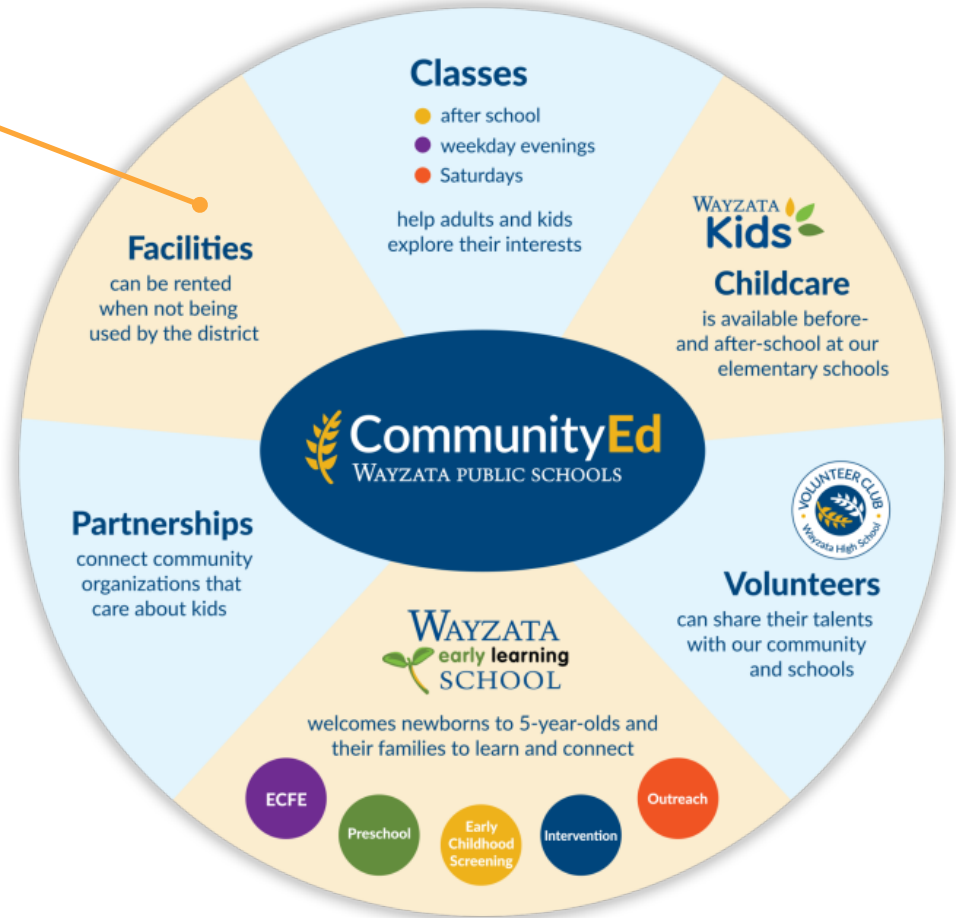 Classes
after school
weekday evenings
Saturdays
help adults and kids
explore their interests
WAYZATA
Kids
Childcare
is available before-
and after-school at our
elementary schools
VOLUNTEER CLUB
Wayzata High School
Volunteers
can share their talents
with our community
and schools
WAYZATA
early learning
SCHOOL
welcomes newborns to 5-year-olds and
their families to learn and connect
ECFE
Preschool
Early
Childhood
Screening
Intervention
Outreach
Partnerships
connect community
organizations that
care about kids
Facilities
can be rented
when not being
used by the district
CommunityEd
WAYZATA PUBLIC SCHOOLS